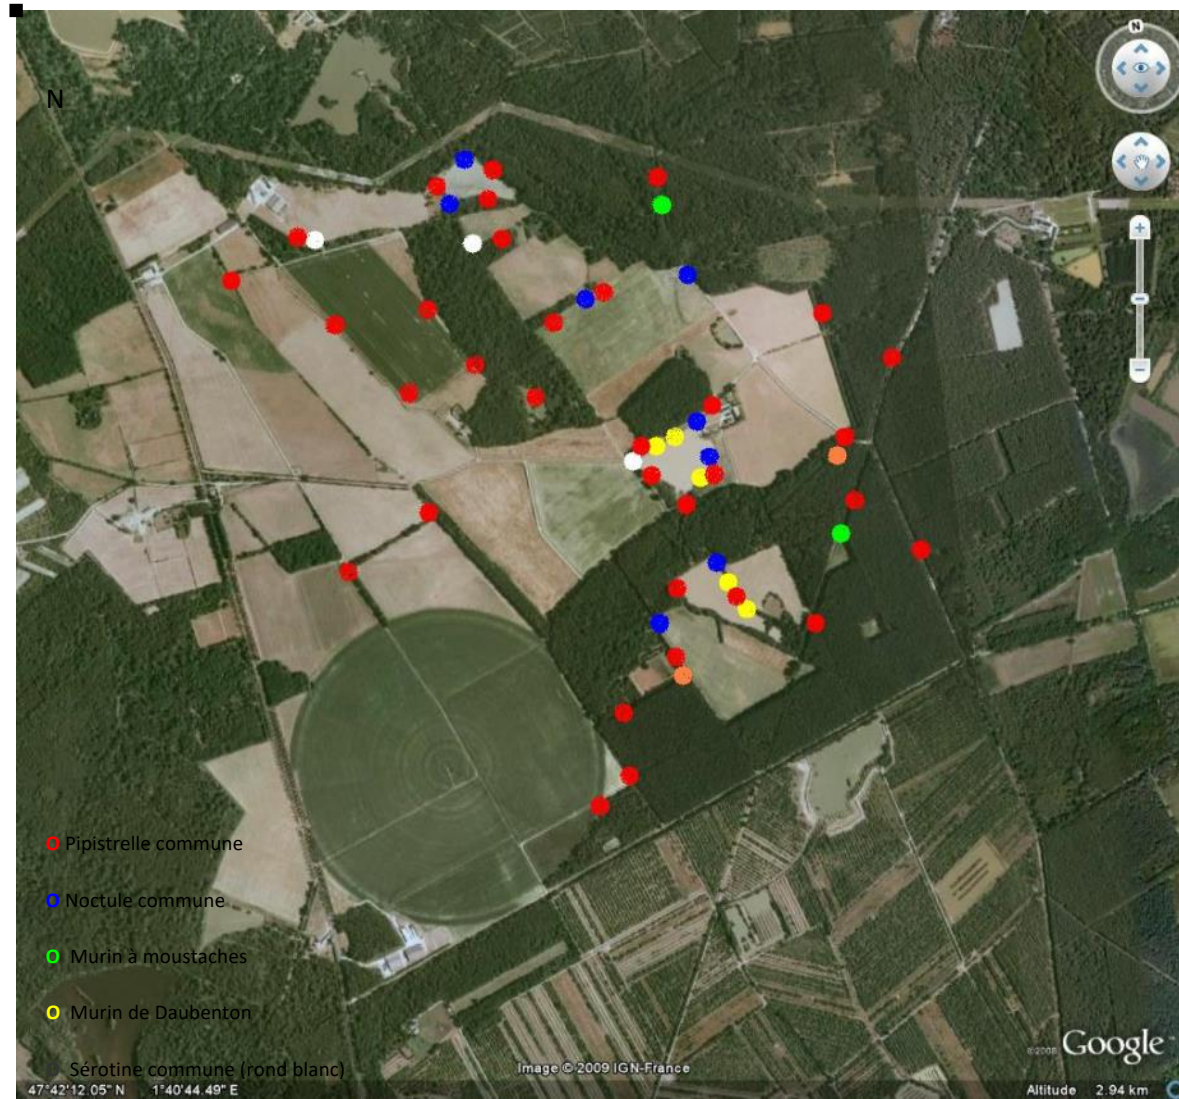 N
N
O Pipistrelle commune
O Noctule commune
O Murin à moustaches
O Murin de Daubenton
Sérotine commune (rond blanc)
©2008 Google
Image © 2009 IGN-France
47°42'12.05" N 1°40'44.49" E
Altitude 2.94 km